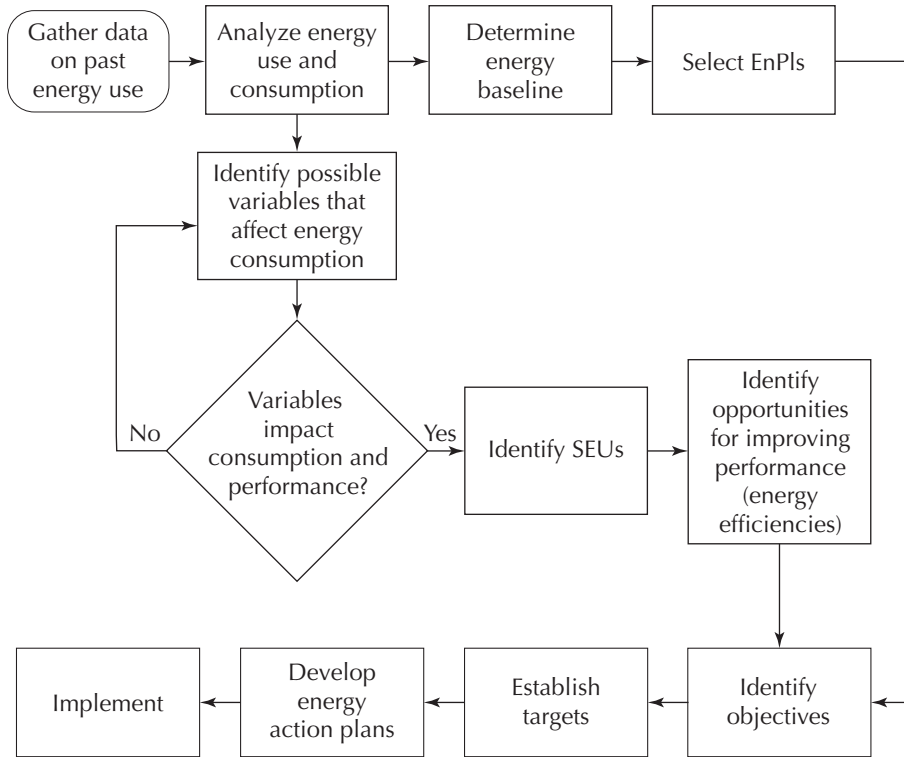 Gather data
on past
energy use
Analyze energy
use and
consumption
Determine
energy
baseline
Select EnPIs
Identify possible
variables that
affect energy
consumption
Variables
impact
consumption and
performance?
No
Yes
Identify SEUs
Identify
opportunities
for improving
performance
(energy
efficiencies)
Implement
Develop
energy
action plans
Establish
targets
Identify
objectives